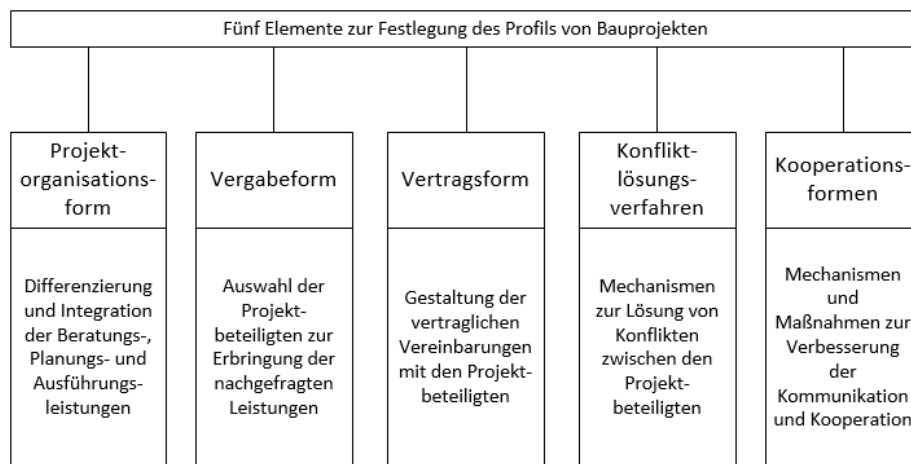 Fünf Elemente zur Festlegung des Profils von Bauprojekten
Projekt-
organisations-
form
Differenzierung
und Integration
der Beratungs-,
Planungs- und
Ausführungs-
leistungen
Vergabeform
Auswahl der
Projekt-
beteiligten zur
Erbringung der
nachgefragten
Leistungen
Vertragsform
Gestaltung der
vertraglichen
Vereinbarungen
mit den Projekt-
beteiligten
Konflikt-
lösungs-
verfahren
Mechanismen
zur Lösung von
Konflikten
zwischen den
Projekt-
beteiligten
Kooperations-
formen
Mechanismen
und
Maßnahmen zur
Verbesserung
der
Kommunikation
und Kooperation